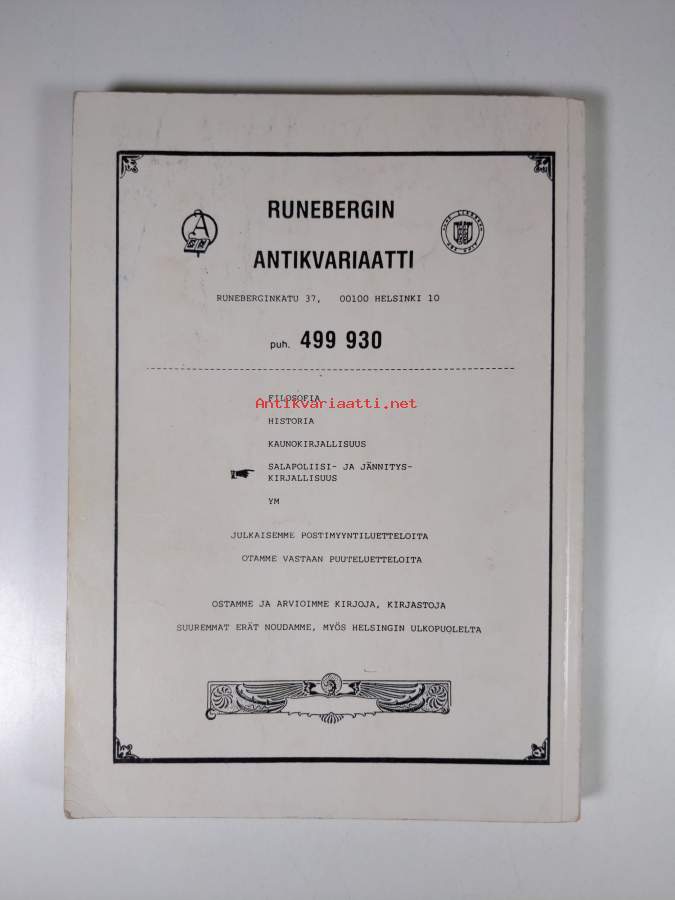 RUNEBERGIN
ANTIKVARIAATTI
RUNEBERGINKATU 37, 00100 HELSINKI 10
puh. 499 930
FILOSOFIA
Antikvariaatti.net
HISTORIA
KAUNOKIRJALLISUUS
SALAPOLIISI- JA JÄNNITYS-
KIRJALLISUUS
YM
JULKAISEMME POSTIMYYNTILUETTELOITA
OTAMME VASTAAN PUUTELUETTELOITA
OSTAMME JA ARVIOIMME KIRJOJA, KIRJASTOJA
SUUREMMAT ERÄT NOUDAMME, MYÖS HELSINGIN ULKOPUOLELTA